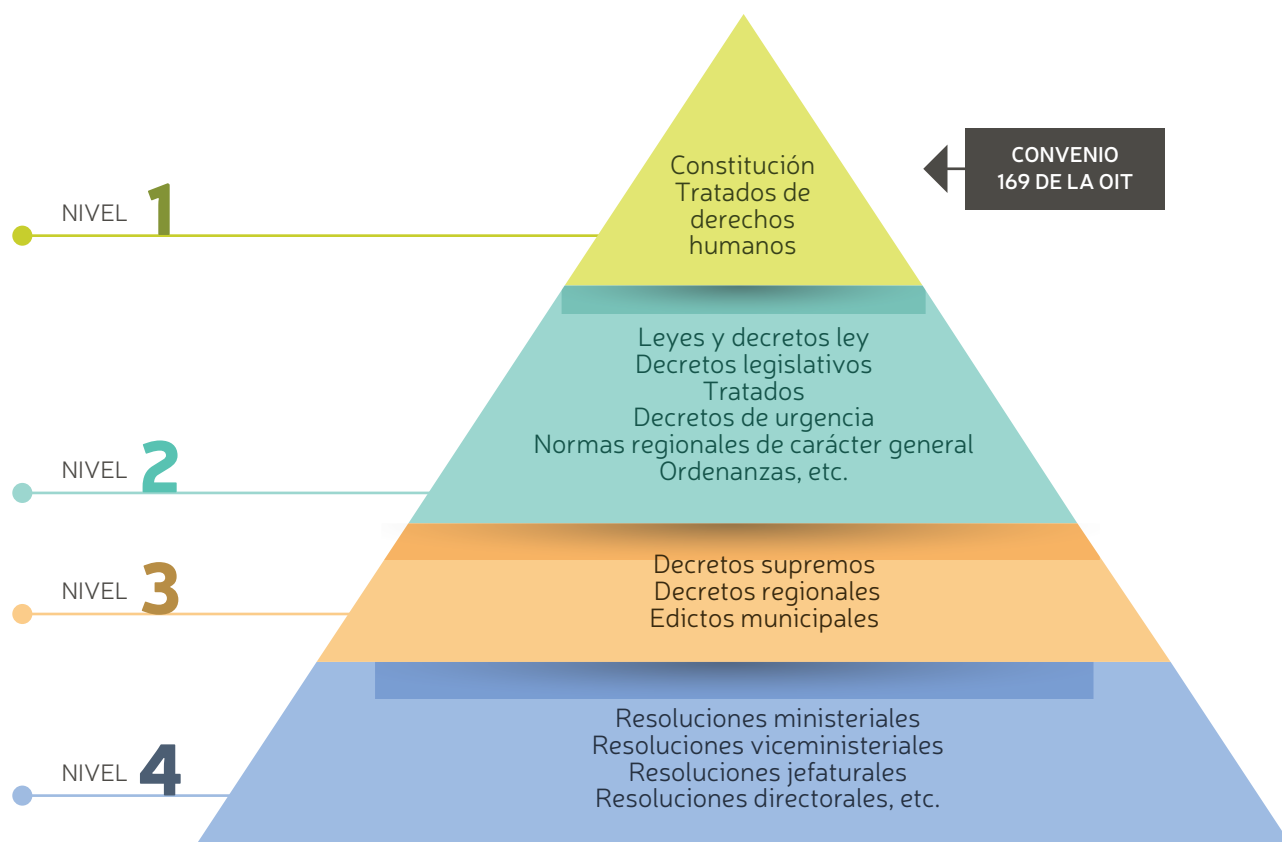 CONVENIO
169 DE LA OIT
NIVEL 1
Constitución
Tratados de
derechos
humanos
NIVEL 2
Leyes y decretos ley
Decretos legislativos
Tratados
Decretos de urgencia
Normas regionales de carácter general
Ordenanzas, etc.
NIVEL 3
Decretos supremos
Decretos regionales
Edictos municipales
NIVEL 4
Resoluciones ministeriales
Resoluciones viceministeriales
Resoluciones jefaturales
Resoluciones directorales, etc.